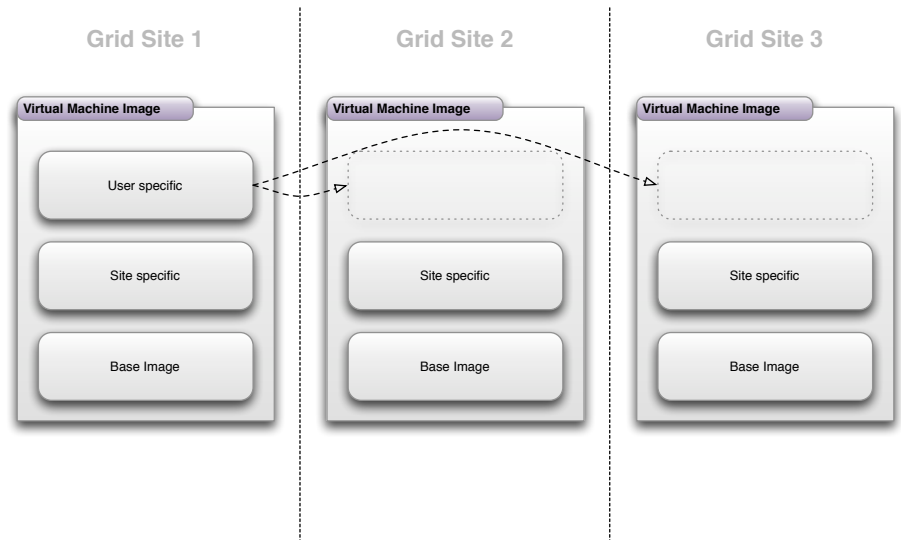 Grid Site 1
Grid Site 2
Grid Site 3
Virtual Machine Image
Virtual Machine Image
Virtual Machine Image
User specific
Site specific
Site specific
Site specific
Base Image
Base Image
Base Image